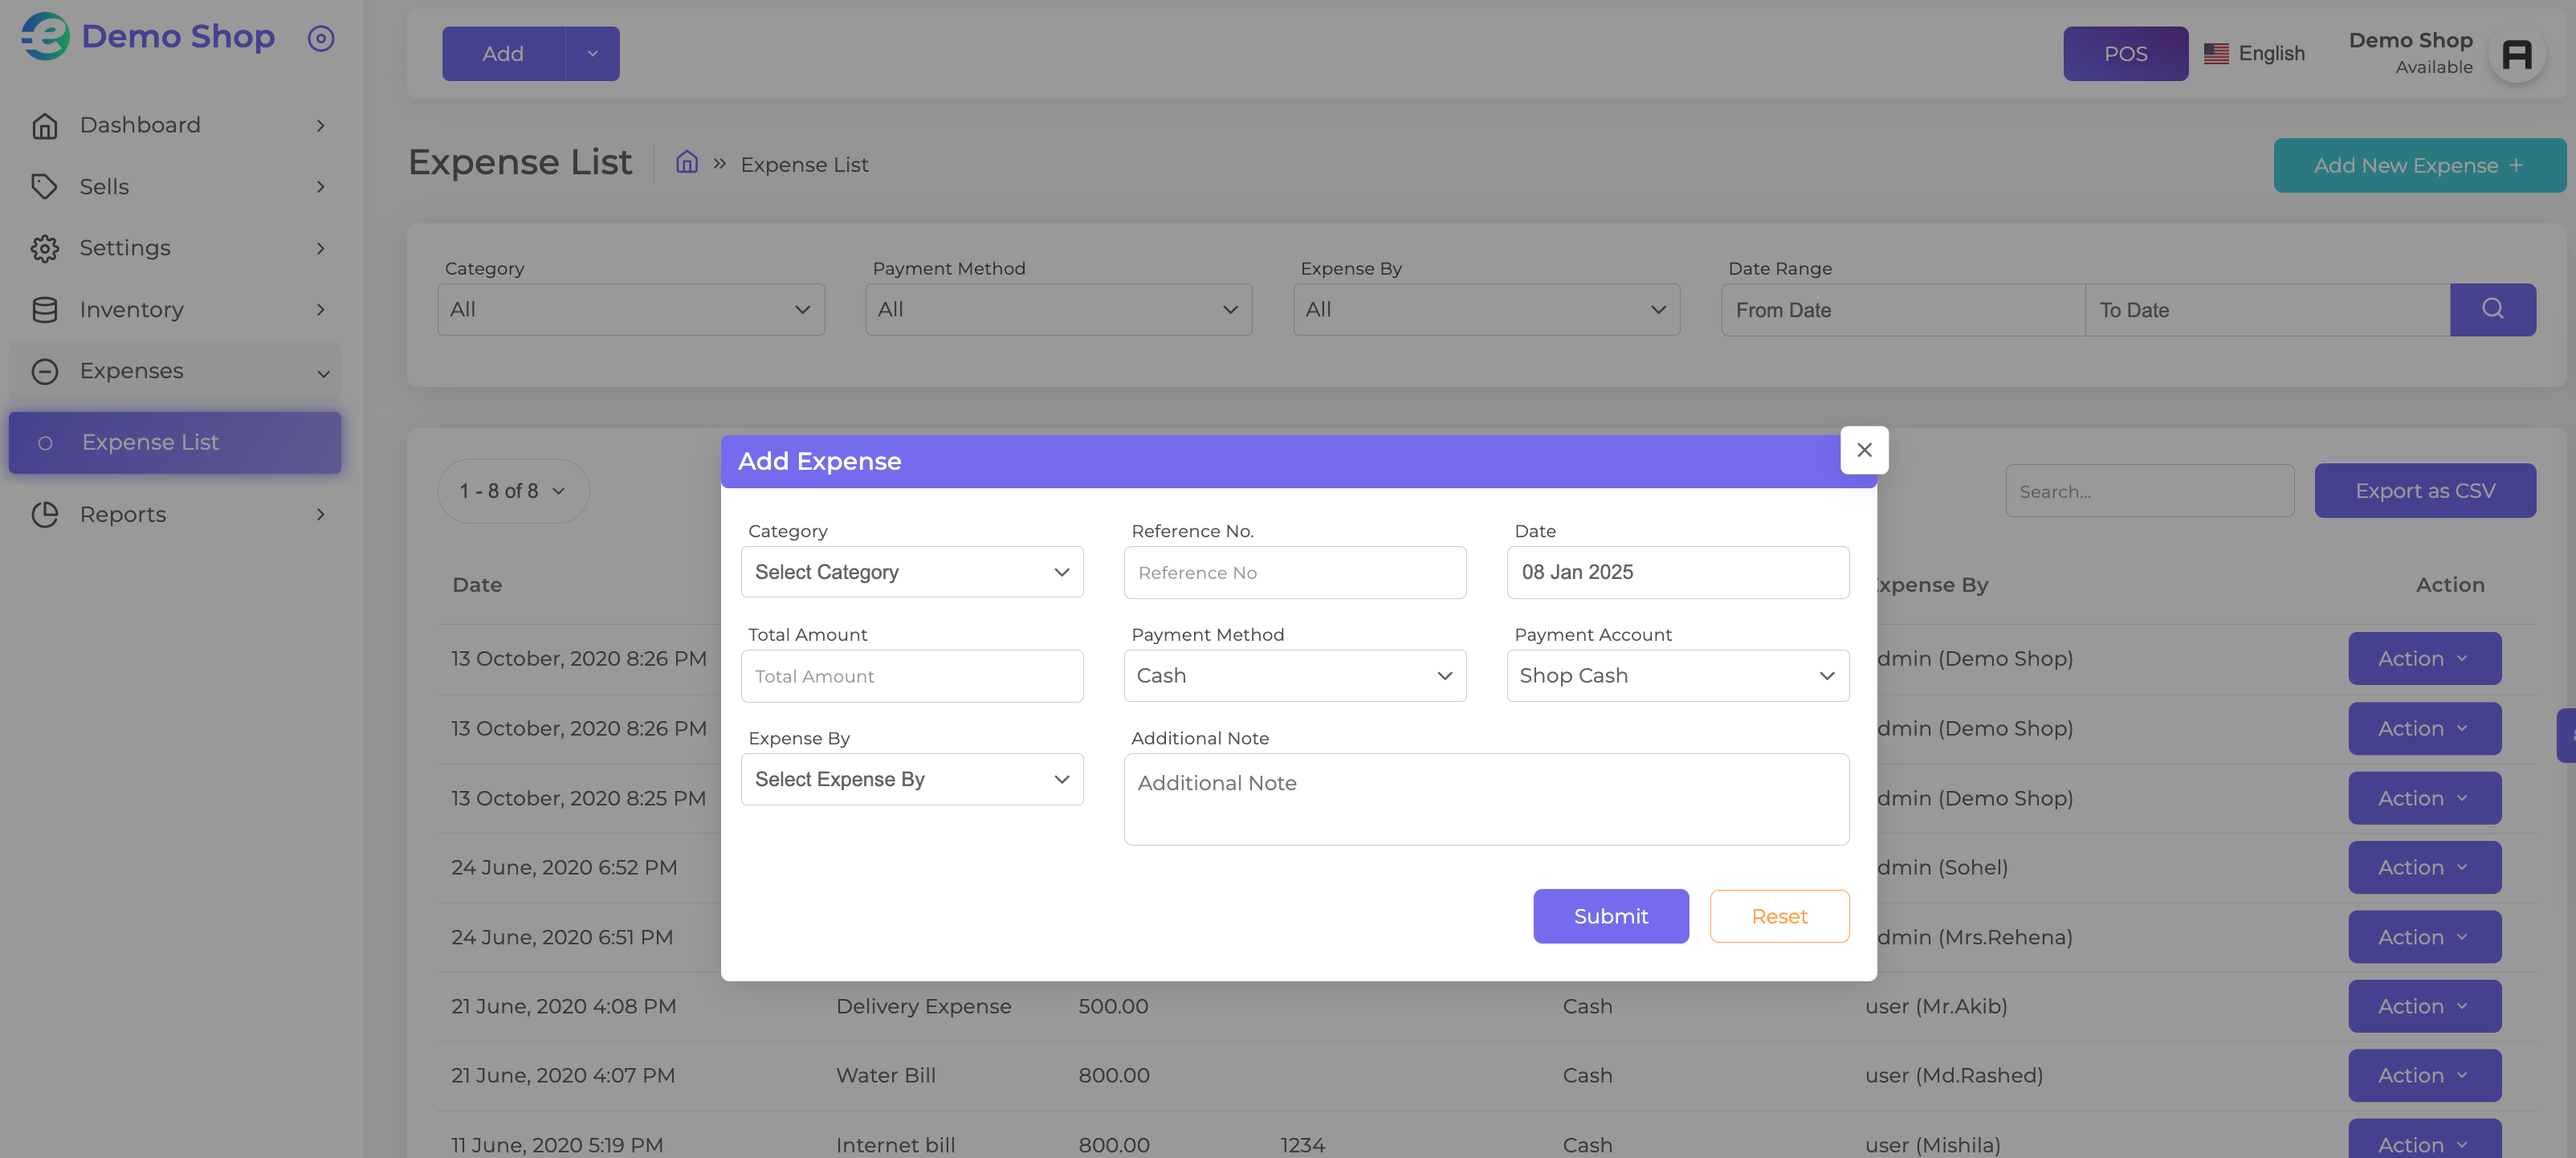 Demo Shop
Add
POS
English
Demo Shop
Available
Dashboard
Sells
Settings
Inventory
Expenses
Expense List
Reports
Expense List
» Expense List
Add New Expense +
Category
All
Payment Method
All
Expense By
All
Date Range
From Date
To Date
1 - 8 of 8
Search...
Export as CSV
Add Expense
Category
Select Category
Reference No.
Reference No
Date
08 Jan 2025
Total Amount
Total Amount
Payment Method
Cash
Payment Account
Shop Cash
Expense By
Select Expense By
Additional Note
Additional Note
Submit
Reset
Date
xpense By
Action
13 October, 2020 8:26 PM
dmin (Demo Shop)
Action
13 October, 2020 8:26 PM
dmin (Demo Shop)
Action
13 October, 2020 8:25 PM
dmin (Demo Shop)
Action
24 June, 2020 6:52 PM
dmin (Sohel)
Action
24 June, 2020 6:51 PM
dmin (Mrs.Rehena)
Action
21 June, 2020 4:08 PM
Delivery Expense
500.00
Cash
user (Mr.Akib)
Action
21 June, 2020 4:07 PM
Water Bill
800.00
Cash
user (Md.Rashed)
Action
11 June, 2020 5:19 PM
Internet bill
800.00
1234
Cash
user (Mishila)
Action